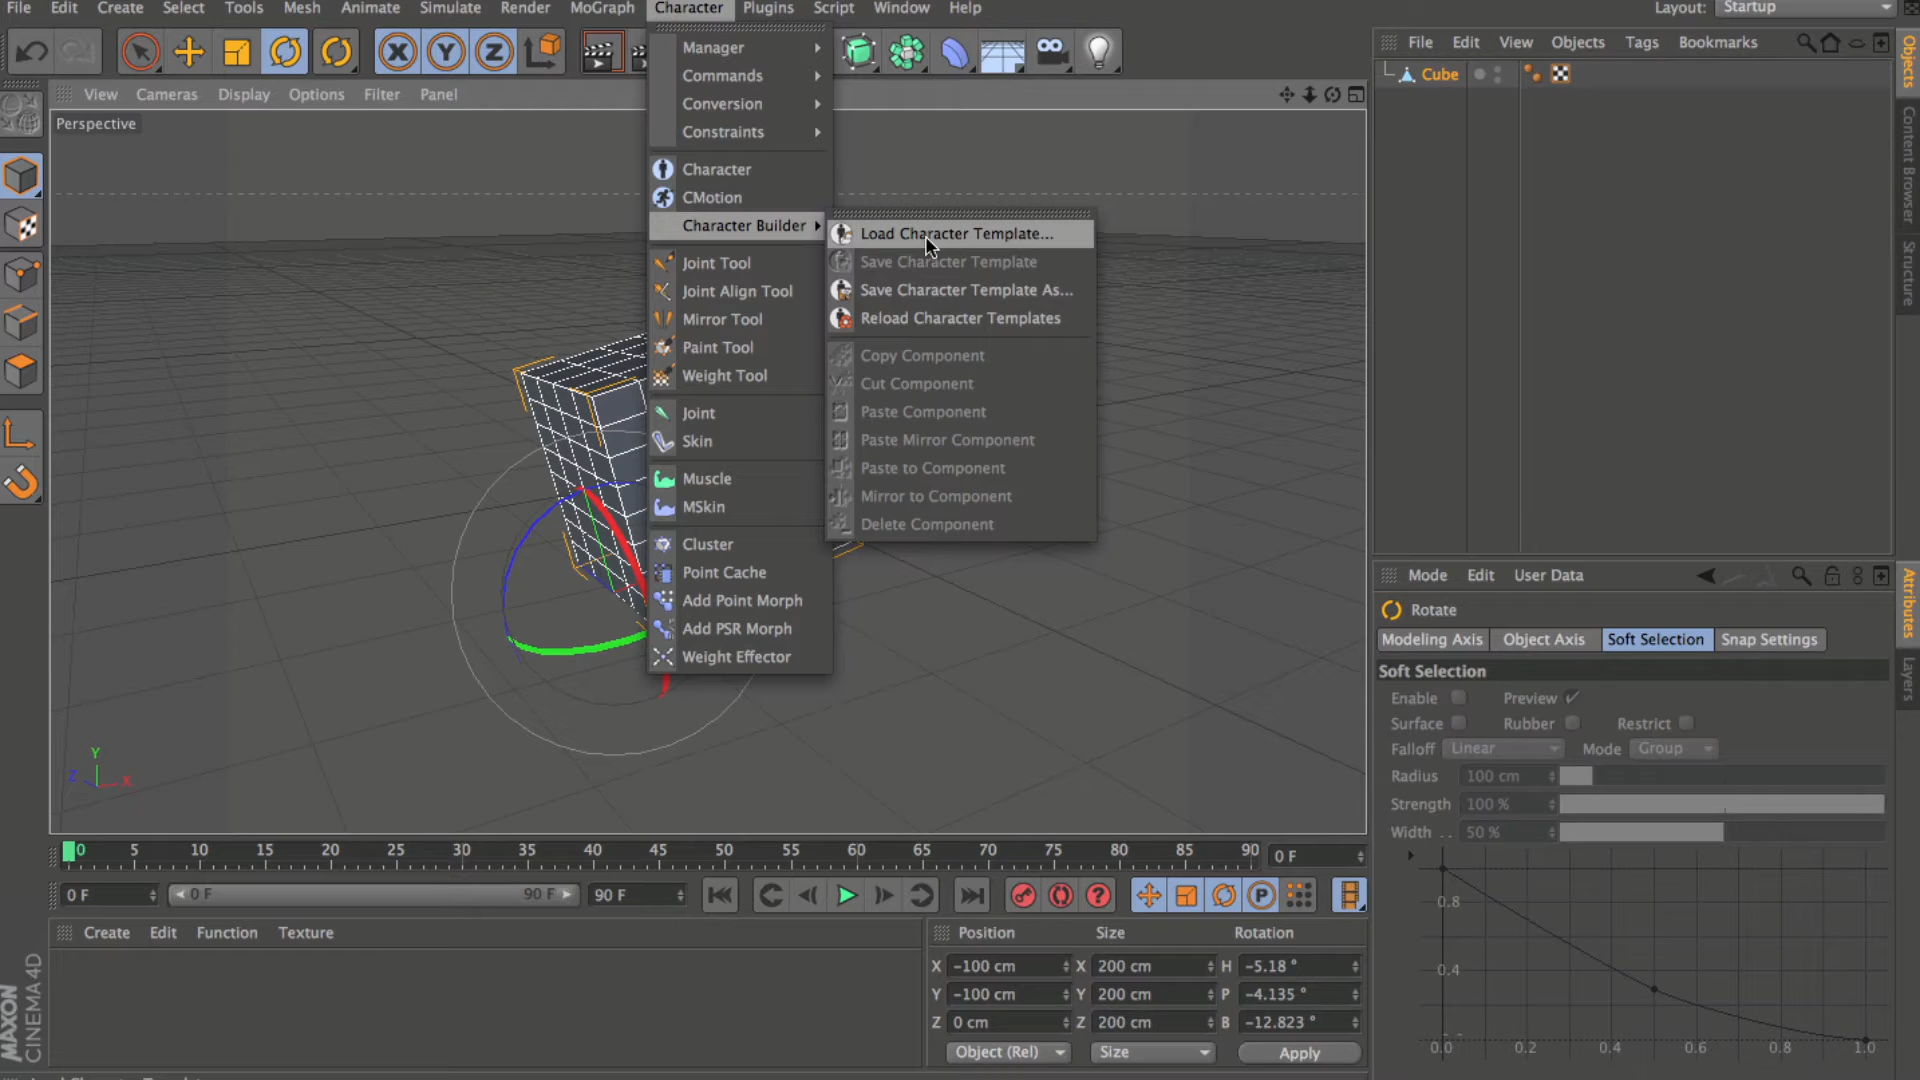 File Edit Create Select Tools Mesh Animate Simulate Render MoGraph Character Plugins Script Window Help
Layout: Startup
File Edit View Objects Tags Bookmarks
Cube
Objects
Content Browser
Structure
View Cameras Display Options Filter Panel
Perspective
X Y Z
Manager
Commands
Conversion
Constraints
Character
CMotion
Character Builder
Joint Tool
Joint Align Tool
Mirror Tool
Paint Tool
Weight Tool
Joint
Skin
Muscle
MSkin
Cluster
Point Cache
Add Point Morph
Add PSR Morph
Weight Effector
Load Character Template...
Save Character Template
Save Character Template As...
Reload Character Templates
Copy Component
Cut Component
Paste Component
Paste Mirror Component
Paste to Component
Mirror to Component
Delete Component
Y
Z X
Mode Edit User Data
Attributes
Layers
Rotate
Modeling Axis Object Axis Soft Selection Snap Settings
Soft Selection
Enable Preview
Surface Rubber Restrict
Falloff Linear Mode Group
Radius 100 cm
Strength 100 %
Width . . 50 %
0.8
0.4
0.0 0.2 0.4 0.6 0.8 1.0
0 5 10 15 20 25 30 35 40 45 50 55 60 65 70 75 80 85 90 0 F
0 F 0 F 90 F 90 F
? P
Create Edit Function Texture
Position Size Rotation
X -100 cm X 200 cm H -5.18 °
Y -100 cm Y 200 cm P -4.135 °
Z 0 cm Z 200 cm B -12.823 °
Object (Rel) Size Apply
MAXON
CINEMA4D